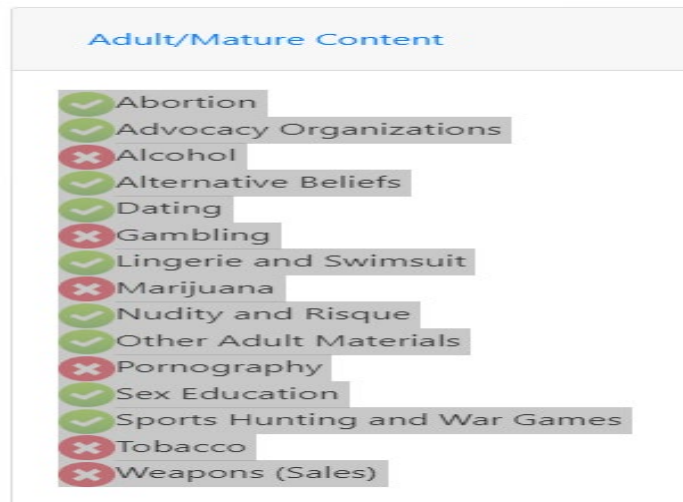 Adult/Mature Content
Abortion
Advocacy Organizations
Alcohol
Alternative Beliefs
Dating
Gambling
Lingerie and Swimsuit
Marijuana
Nudity and Risque
Other Adult Materials
Pornography
Sex Education
Sports Hunting and War Games
Tobacco
Weapons (Sales)